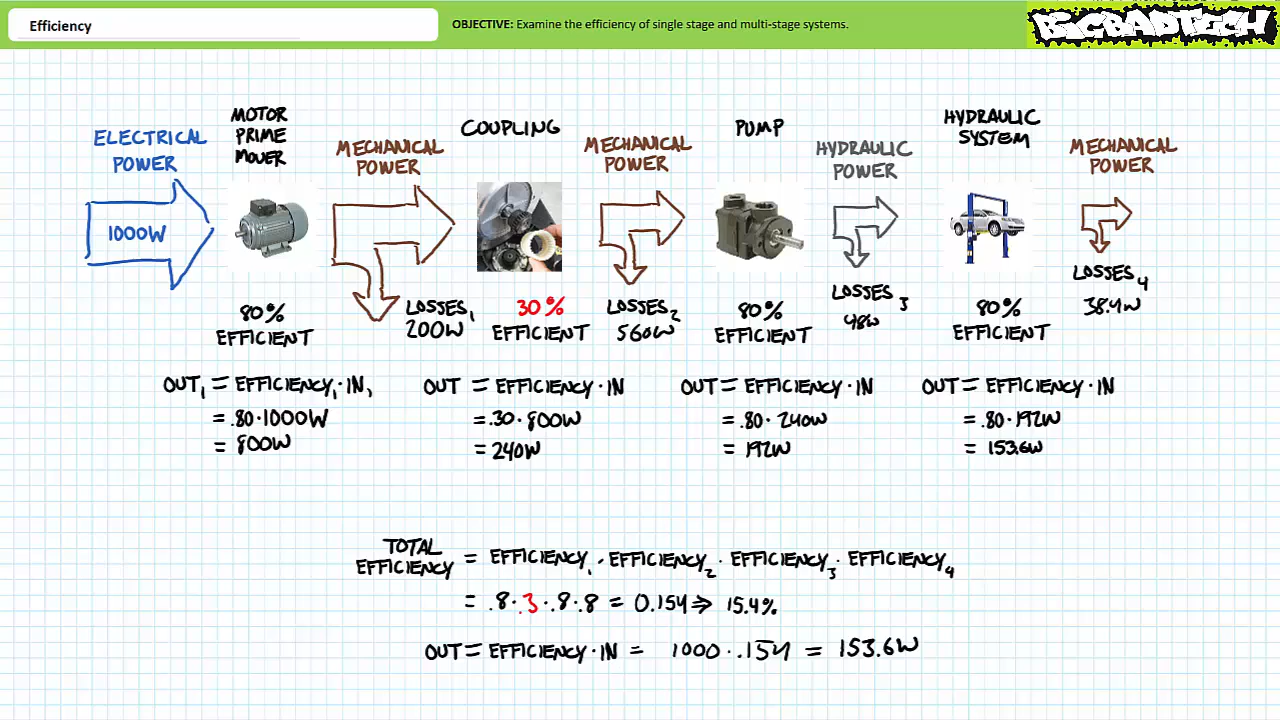 Efficiency
OBJECTIVE: Examine the efficiency of single stage and multi-stage systems.
BIGBADTECH
ELECTRICAL
POWER
1000W
MOTOR
PRIME
MOVER
80%
EFFICIENT
MECHANICAL
POWER
LOSSES₁
200W
COUPLING
30%
EFFICIENT
MECHANICAL
POWER
LOSSES₂
560W
PUMP
80%
EFFICIENT
HYDRAULIC
POWER
LOSSES₃
48W
HYDRAULIC
SYSTEM
80%
EFFICIENT
MECHANICAL
POWER
LOSSES₄
38.4W
OUT₁ = EFFICIENCY₁·IN₁
= .80·1000W
= 800W
OUT = EFFICIENCY·IN
= .30·800W
= 240W
OUT = EFFICIENCY·IN
= .80·240W
= 192W
OUT = EFFICIENCY·IN
= .80·192W
= 153.6W
TOTAL
EFFICIENCY = EFFICIENCY₁·EFFICIENCY₂·EFFICIENCY₃·EFFICIENCY₄
= .8·.3·.8·.8 = 0.154 ⇒ 15.4%
OUT = EFFICIENCY·IN = 1000·.154 = 153.6W